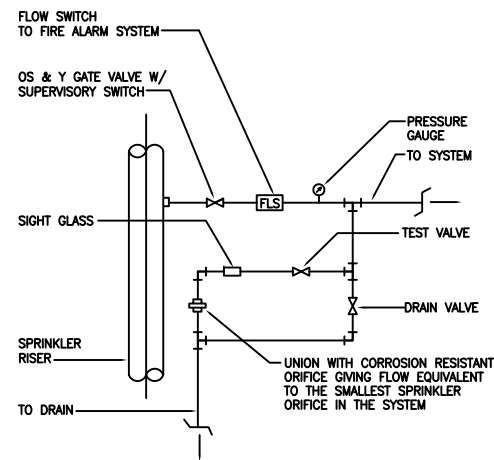 FLOW SWITCH
TO FIRE ALARM SYSTEM
OS & Y GATE VALVE W/
SUPERVISORY SWITCH
PRESSURE
GAUGE
TO SYSTEM
FLS
SIGHT GLASS
TEST VALVE
DRAIN VALVE
SPRINKLER
RISER
UNION WITH CORROSION RESISTANT
ORIFICE GIVING FLOW EQUIVALENT
TO THE SMALLEST SPRINKLER
ORIFICE IN THE SYSTEM
TO DRAIN